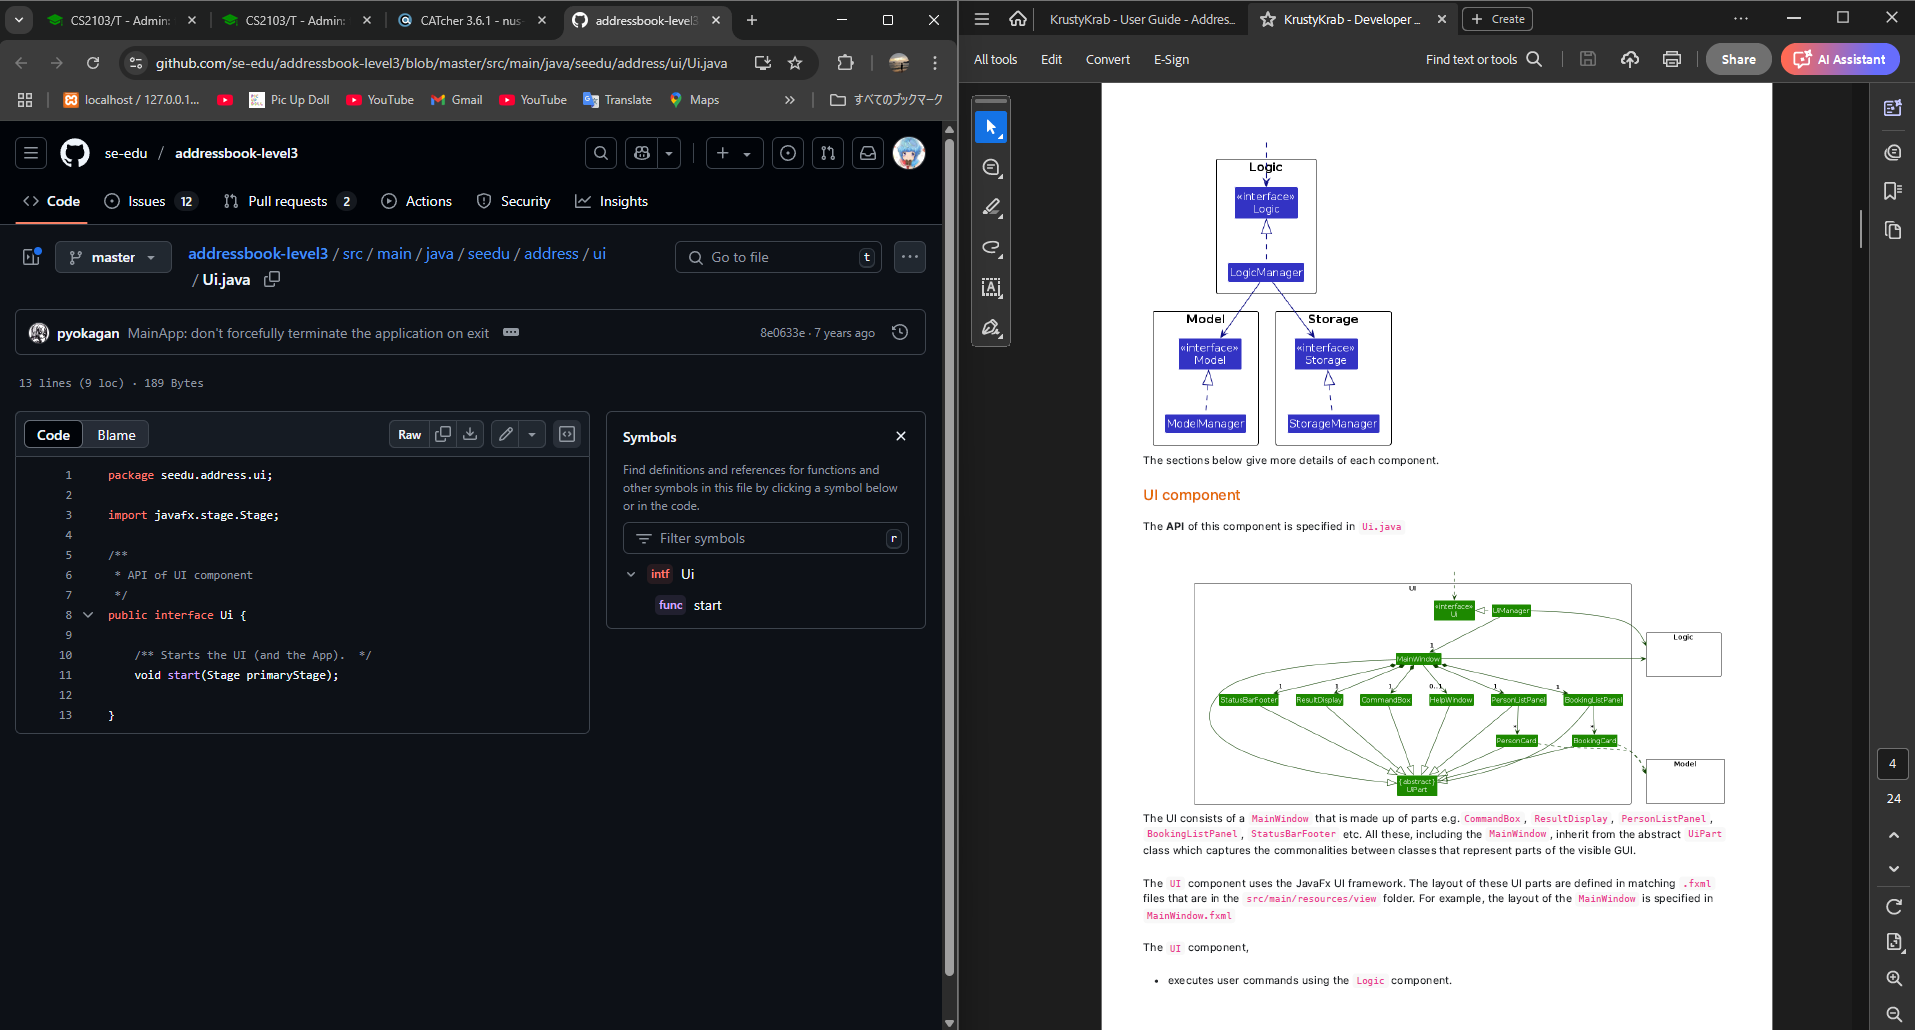 CS2103/T - Admin:
CS2103/T - Admin:
CATcher 3.6.1 - nus-
addressbook-level3
github.com/se-edu/addressbook-level3/blob/master/src/main/java/seedu/address/ui/Ui.java
localhost / 127.0.0.1...
Pic Up Doll
YouTube
Gmail
YouTube
Translate
Maps
すべてのブックマーク
se-edu / addressbook-level3
Code
Issues 12
Pull requests 2
Actions
Security
Insights
master
addressbook-level3 / src / main / java / seedu / address / ui
/ Ui.java
Go to file t
pyokagan MainApp: don't forcefully terminate the application on exit
8e0633e · 7 years ago
13 lines (9 loc) · 189 Bytes
Code Blame Raw
1 package seedu.address.ui;
2
3 import javafx.stage.Stage;
4
5 /**
6 * API of UI component
7 */
8 public interface Ui {
9
10 /** Starts the UI (and the App). */
11 void start(Stage primaryStage);
12
13 }
Symbols
Find definitions and references for functions and
other symbols in this file by clicking a symbol below
or in the code.
Filter symbols r
intf Ui
func start
KrustyKrab - User Guide - Addres...
KrustyKrab - Developer ...
Create
All tools Edit Convert E-Sign
Find text or tools
Share
AI Assistant
Logic
«interface»
Logic
LogicManager
Model
«interface»
Model
ModelManager
Storage
«interface»
Storage
StorageManager
The sections below give more details of each component.
UI component
The API of this component is specified in Ui.java
UI
«interface»
Ui
UiManager
Logic
1
MainWindow
1 1 1 0..1 1 1
StatusBarFooter ResultDisplay CommandBox HelpWindow PersonListPanel BookingListPanel
* *
PersonCard BookingCard
Model
{abstract}
UiPart
The UI consists of a MainWindow that is made up of parts e.g. CommandBox , ResultDisplay , PersonListPanel ,
BookingListPanel , StatusBarFooter etc. All these, including the MainWindow , inherit from the abstract UiPart
class which captures the commonalities between classes that represent parts of the visible GUI.
The UI component uses the JavaFx UI framework. The layout of these UI parts are defined in matching .fxml
files that are in the src/main/resources/view folder. For example, the layout of the MainWindow is specified in
MainWindow.fxml
The UI component,
• executes user commands using the Logic component.
4
24